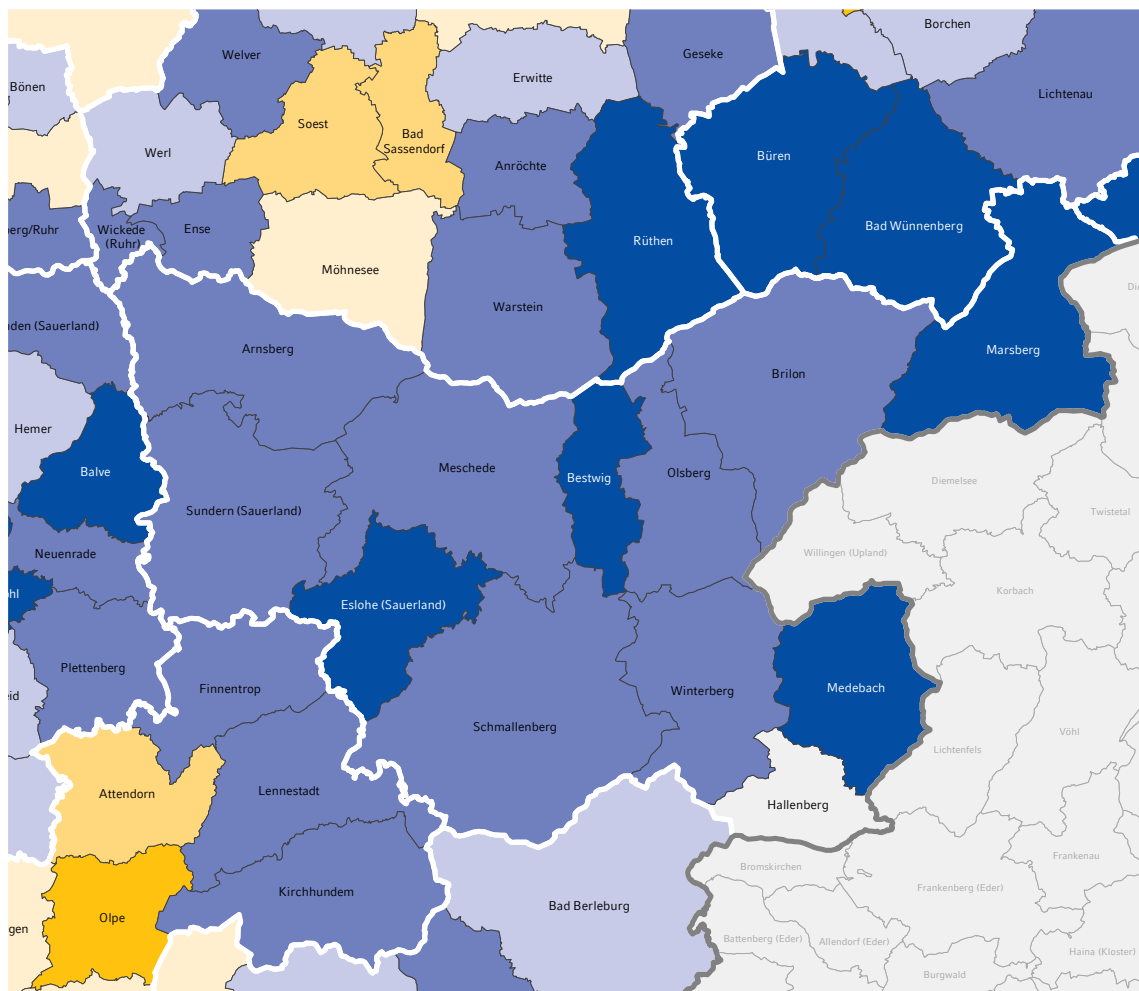 Borchen
Welver
Geseke
Erwitte
Bönen
Lichtenau
Soest
Bad
Sassendorf
Werl
Büren
Anröchte
Bad Wünnenberg
Wickede
(Ruhr)
Ense
berg/Ruhr
Rüthen
Möhnesee
Warstein
den (Sauerland)
Arnsberg
Marsberg
Brilon
Hemer
Balve
Meschede
Olsberg
Bestwig
Diemelsee
Sundern (Sauerland)
Twistetal
Neuenrade
Willingen (Upland)
Korbach
Eslohe (Sauerland)
Plettenberg
Finnentrop
Winterberg
Medebach
Schmallenberg
Vöhl
Lichtenfels
Attendorn
Lennestadt
Hallenberg
Frankenau
Bromskirchen
Kirchhundem
Frankenberg (Eder)
Bad Berleburg
Olpe
gen
Battenberg (Eder)
Allendorf (Eder)
Haina (Kloster)
Burgwald